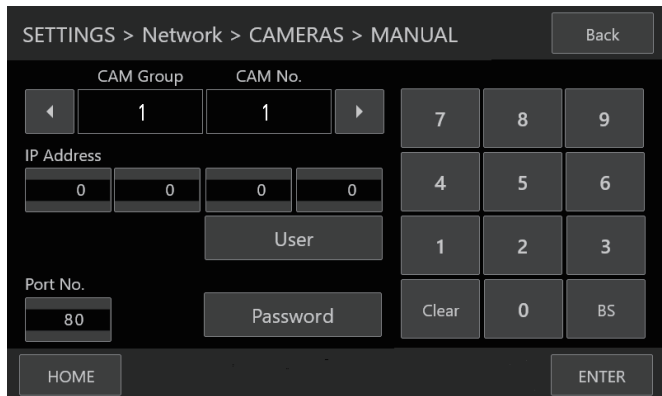 SETTINGS > Network > CAMERAS > MANUAL Back
CAM Group CAM No.
1 1
IP Address
0 0 0 0
User
Port No.
80
Password
7 8 9
4 5 6
1 2 3
Clear 0 BS
HOME ENTER